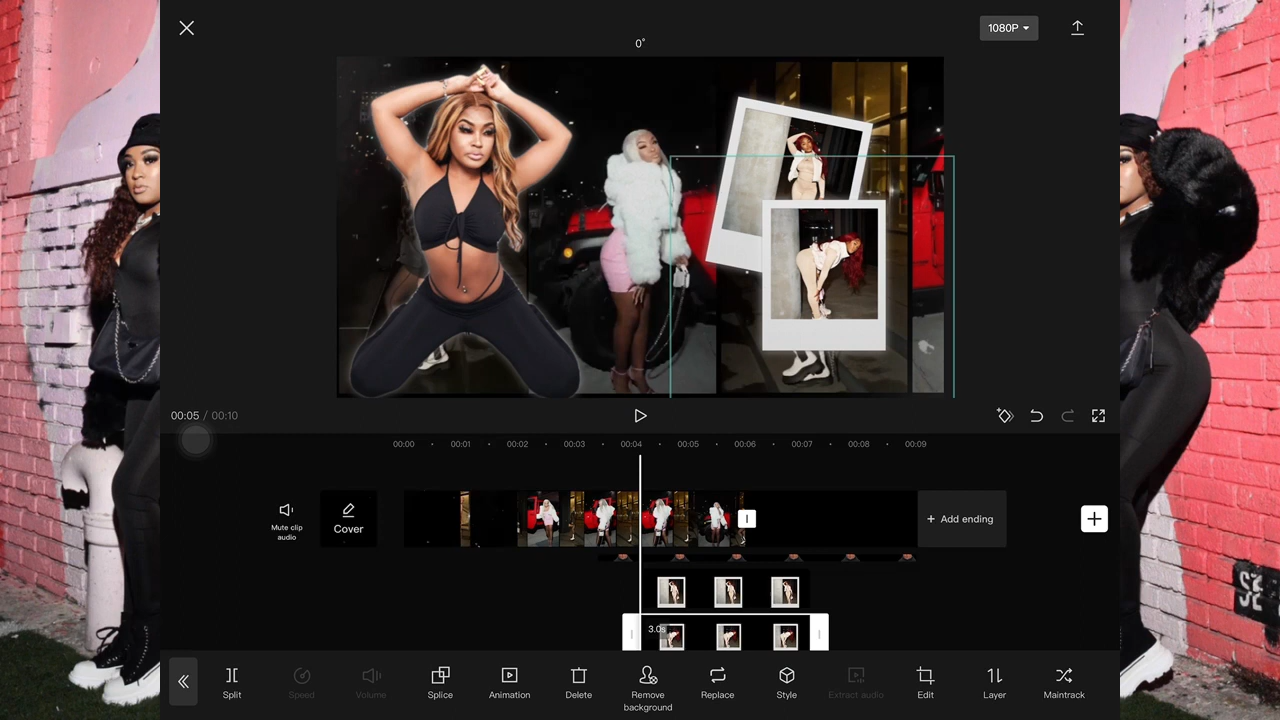 1080P
0°
00:05 / 00:10
00:00
00:01
00:02
00:03
00:04
00:05
00:06
00:07
00:08
00:09
Mute clip
audio
Cover
+ Add ending
3.0s
Split
Speed
Volume
Splice
Animation
Delete
Remove
background
Replace
Style
Extract audio
Edit
Layer
Maintrack